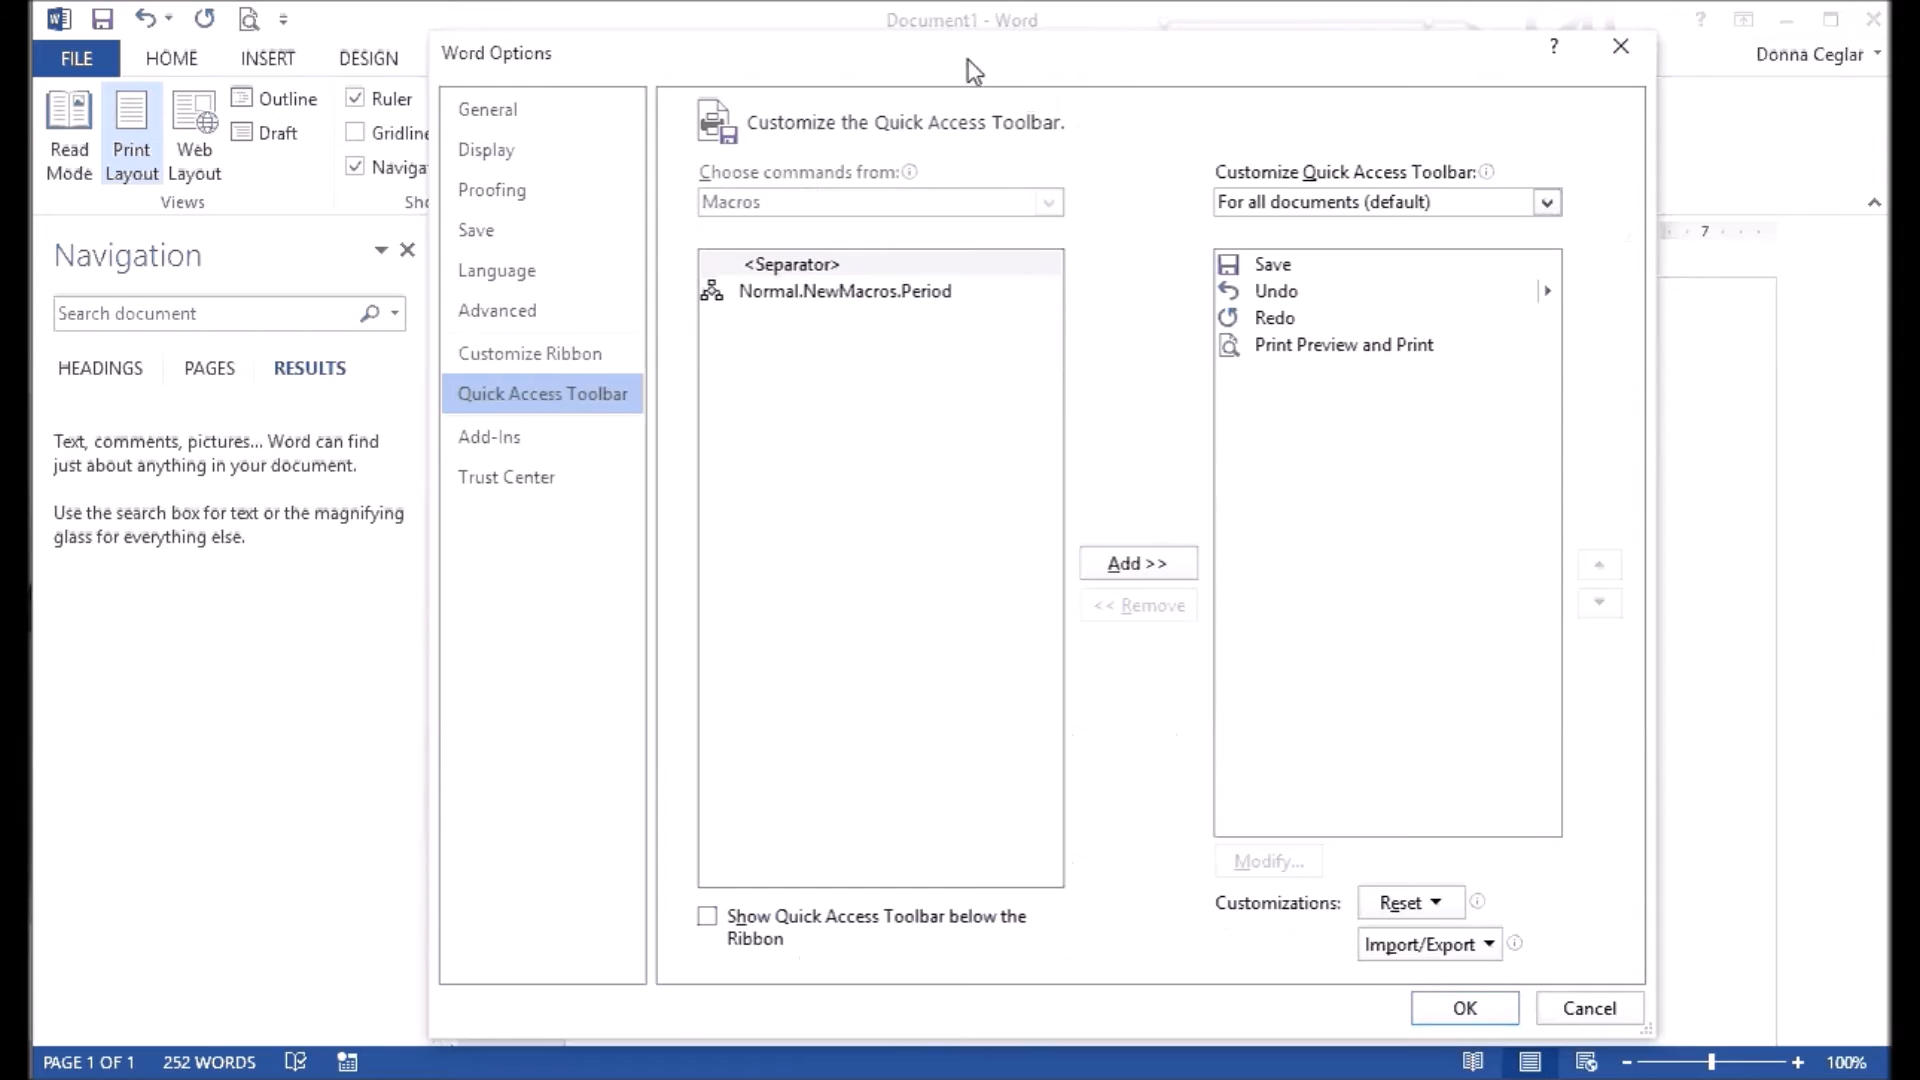 Document1 - Word
?
FILE
HOME
INSERT
DESIGN
Donna Ceglar
Read
Mode
Print
Layout
Web
Layout
Outline
Draft
Ruler
Gridline
Naviga
Views
Sho
Word Options
?
General
Display
Proofing
Save
Language
Advanced
Customize Ribbon
Quick Access Toolbar
Add-Ins
Trust Center
Customize the Quick Access Toolbar.
Choose commands from:
Macros
<Separator>
Normal.NewMacros.Period
Add >>
<< Remove
Customize Quick Access Toolbar:
For all documents (default)
Save
Undo
Redo
Print Preview and Print
Modify...
Customizations:
Reset
Import/Export
Show Quick Access Toolbar below the
Ribbon
OK
Cancel
7
Navigation
Search document
HEADINGS
PAGES
RESULTS
Text, comments, pictures... Word can find
just about anything in your document.
Use the search box for text or the magnifying
glass for everything else.
PAGE 1 OF 1
252 WORDS
100%